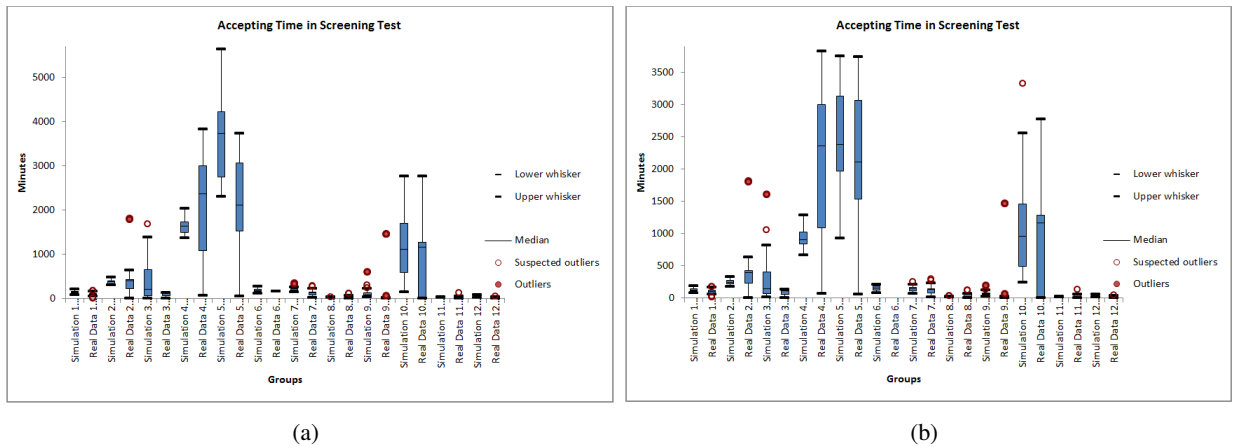 Accepting Time in Screening Test
5000
4000
3000
2000
1000
0
Minutes
Simulation 1...
Real Data 1...
Simulation 2...
Real Data 2...
Simulation 3...
Real Data 3...
Simulation 4...
Real Data 4...
Simulation 5...
Real Data 5...
Simulation 6...
Real Data 6...
Simulation 7...
Real Data 7...
Simulation 8...
Real Data 8...
Simulation 9...
Real Data 9...
Simulation 10...
Real Data 10...
Simulation 11...
Real Data 11...
Simulation 12...
Real Data 12...
Groups
Lower whisker
Upper whisker
Median
Suspected outliers
Outliers
(a)
Accepting Time in Screening Test
3500
3000
2500
2000
1500
1000
500
0
Minutes
Simulation 1...
Real Data 1...
Simulation 2...
Real Data 2...
Simulation 3...
Real Data 3...
Simulation 4...
Real Data 4...
Simulation 5...
Real Data 5...
Simulation 6...
Real Data 6...
Simulation 7...
Real Data 7...
Simulation 8...
Real Data 8...
Simulation 9...
Real Data 9...
Simulation 10...
Real Data 10...
Simulation 11...
Real Data 11...
Simulation 12...
Real Data 12...
Groups
Lower whisker
Upper whisker
Median
Suspected outliers
Outliers
(b)